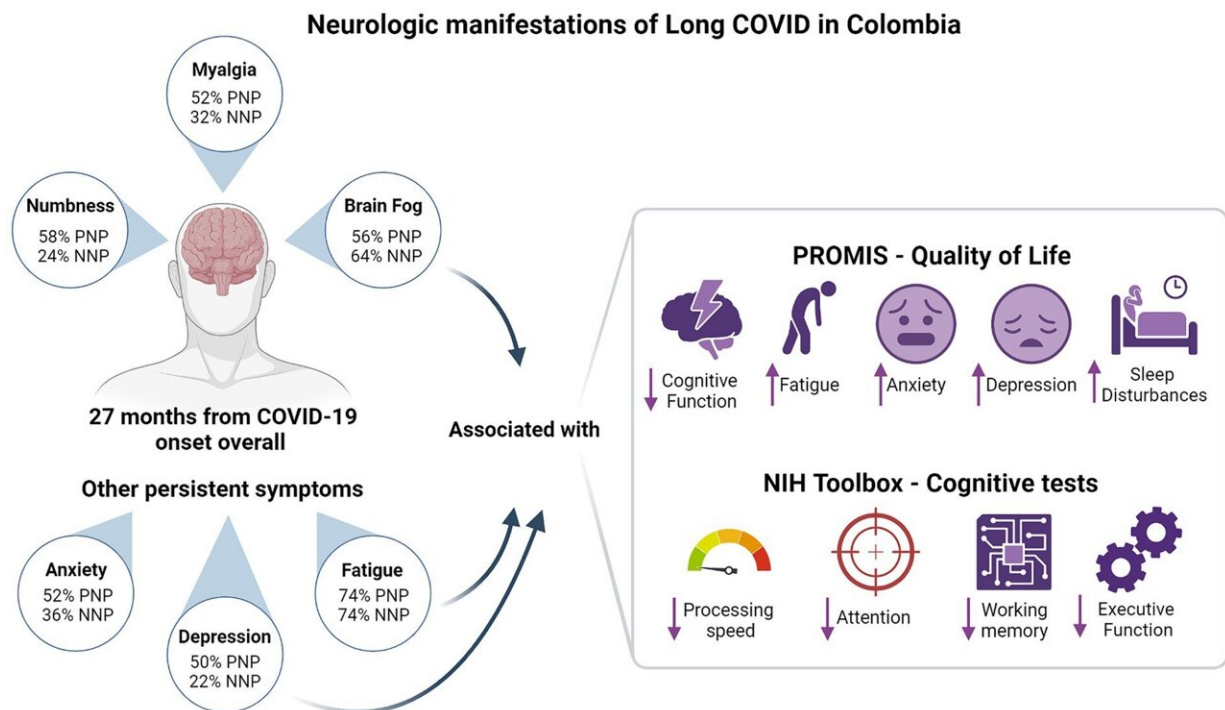 Neurologic manifestations of Long COVID in Colombia
Myalgia
52% PNP
32% NNP
Numbness
58% PNP
24% NNP
Brain Fog
56% PNP
64% NNP
27 months from COVID-19
onset overall
Other persistent symptoms
Anxiety
52% PNP
36% NNP
Depression
50% PNP
22% NNP
Fatigue
74% PNP
74% NNP
Associated with
PROMIS - Quality of Life
Cognitive
Function
Fatigue
Anxiety
Depression
Sleep
Disturbances
NIH Toolbox - Cognitive tests
Processing
speed
Attention
Working
memory
Executive
Function